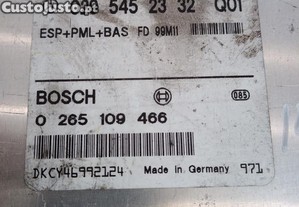 CustoJusto.pt
545 23 32 Q01
ESP+PML+BAS FD 99M11
BOSCH
085
0 265 109 466
DKCY46992124 Made in Germany 971